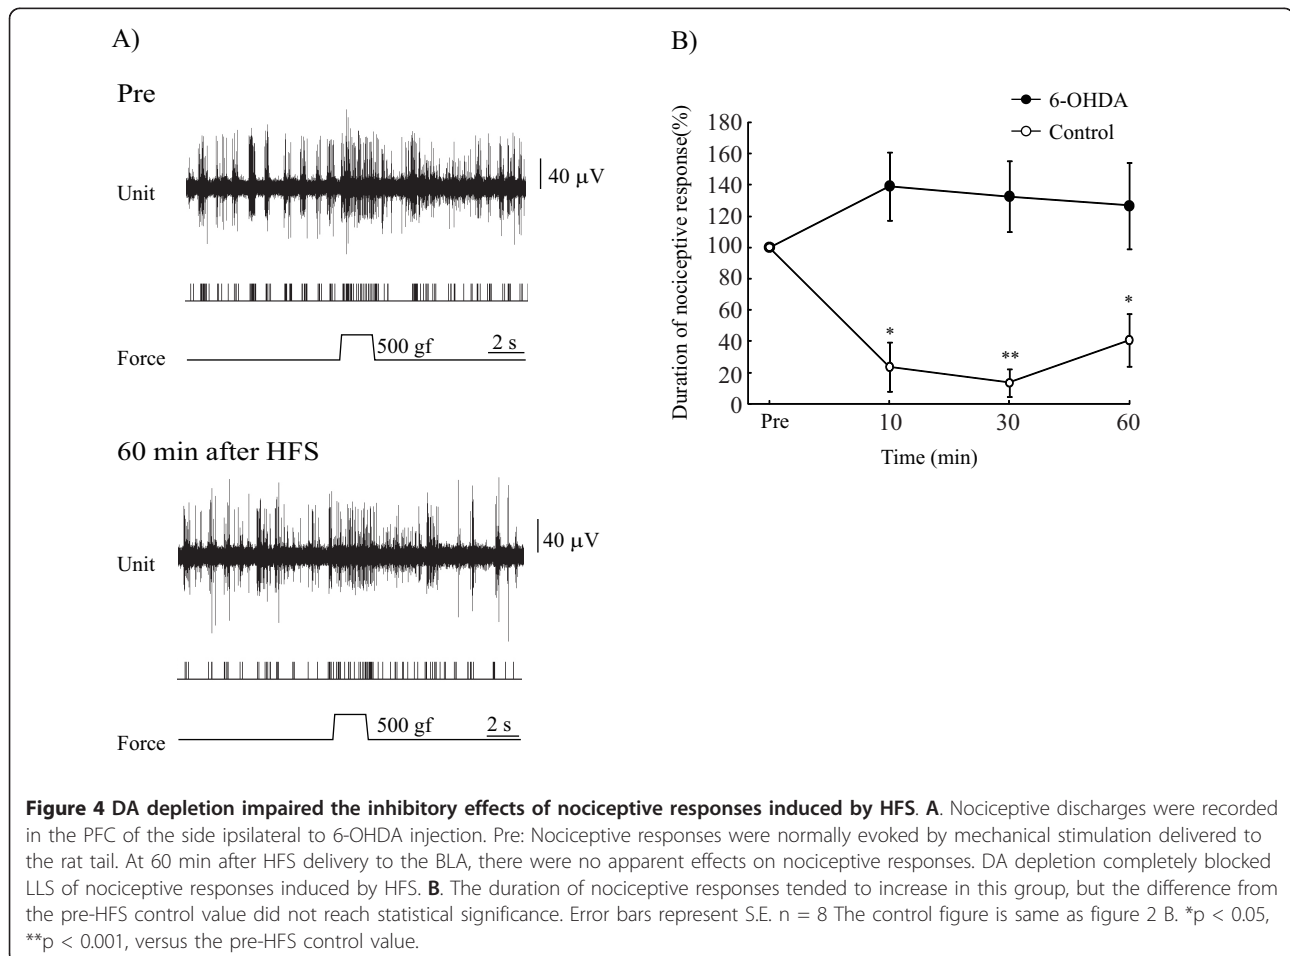 A)
Pre
Unit
40 μV
Force
500 gf
2 s
60 min after HFS
Unit
40 μV
Force
500 gf
2 s
B)
6-OHDA
Control
Duration of nociceptive response(%)
180
160
140
120
100
80
60
40
20
0
*
**
*
Pre
10
30
60
Time (min)
Figure 4 DA depletion impaired the inhibitory effects of nociceptive responses induced by HFS. A. Nociceptive discharges were recorded
in the PFC of the side ipsilateral to 6-OHDA injection. Pre: Nociceptive responses were normally evoked by mechanical stimulation delivered to
the rat tail. At 60 min after HFS delivery to the BLA, there were no apparent effects on nociceptive responses. DA depletion completely blocked
LLS of nociceptive responses induced by HFS. B. The duration of nociceptive responses tended to increase in this group, but the difference from
the pre-HFS control value did not reach statistical significance. Error bars represent S.E. n = 8 The control figure is same as figure 2 B. *p < 0.05,
**p < 0.001, versus the pre-HFS control value.